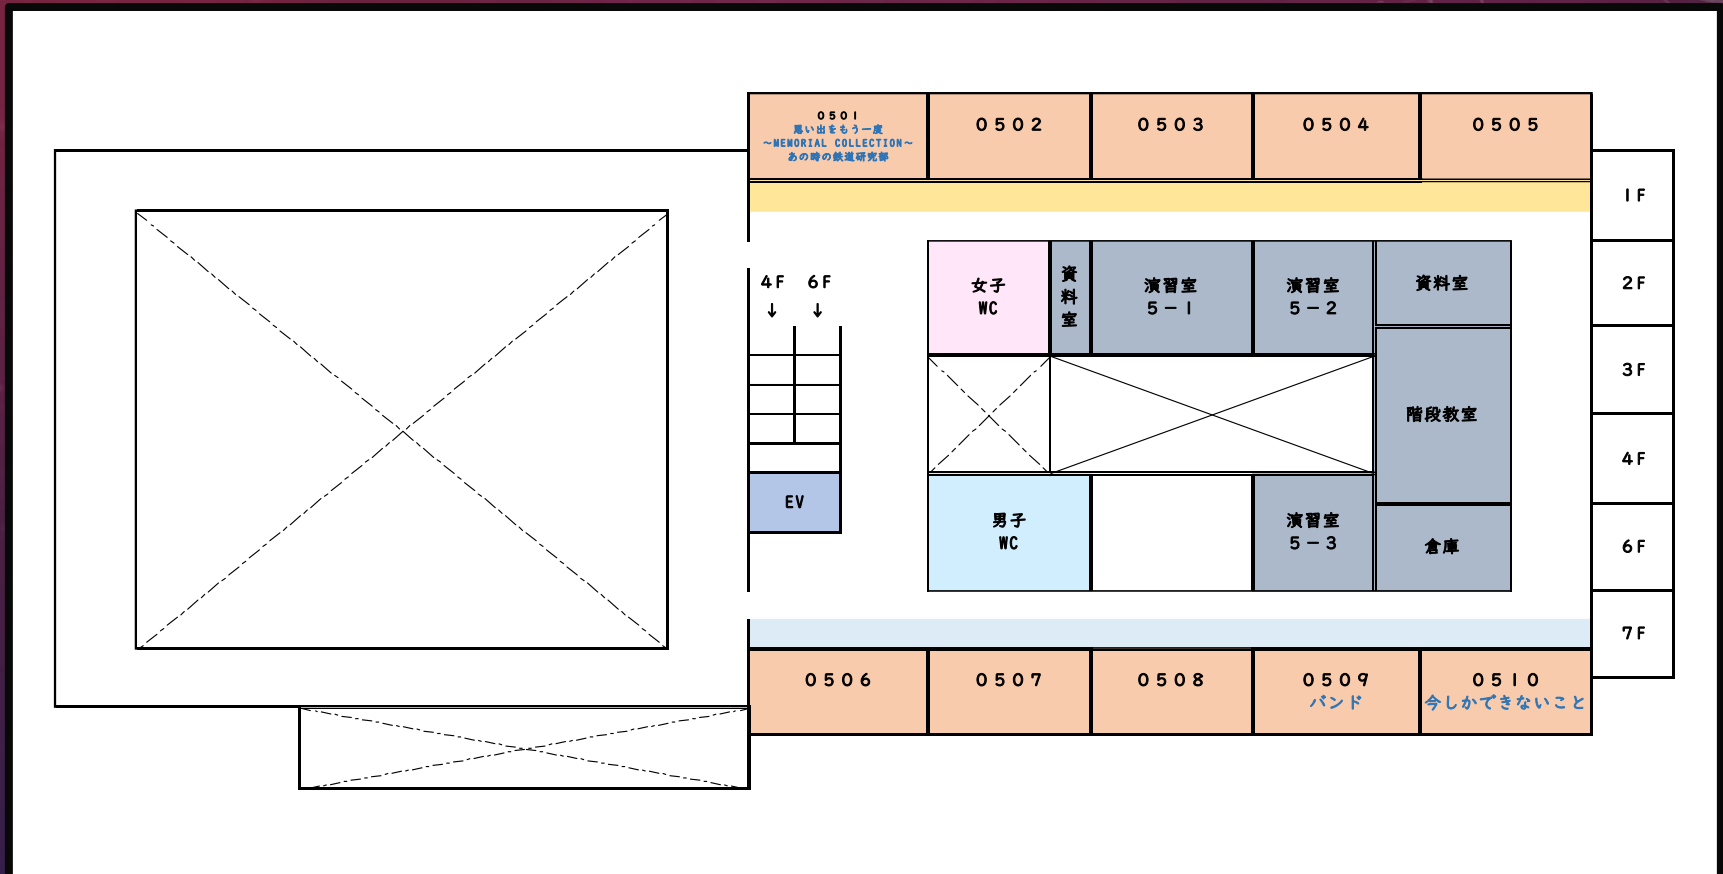 0501
思い出をもう一度
～MEMORIAL COLLECTION～
あの時の鉄道研究部
0502
0503
0504
0505
1F
2F
3F
4F
6F
7F
4F
6F
↓
↓
女子
WC
資
料
室
演習室
5－1
演習室
5－2
資料室
階段教室
EV
男子
WC
演習室
5－3
倉庫
0506
0507
0508
0509
バンド
0510
今しかできないこと